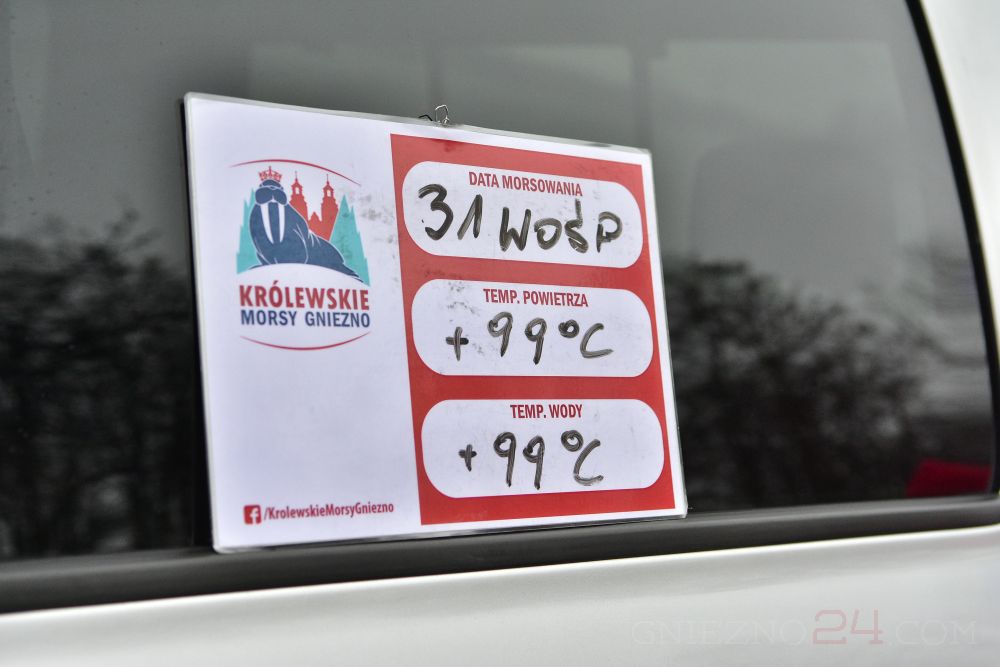 KRÓLEWSKIE
MORSY GNIEZNO
/KrolewskieMorsyGniezno
DATA MORSOWANIA
31 WOŚP
TEMP. POWIETRZA
+99°C
TEMP. WODY
+99°C
GNIEZNO24.COM